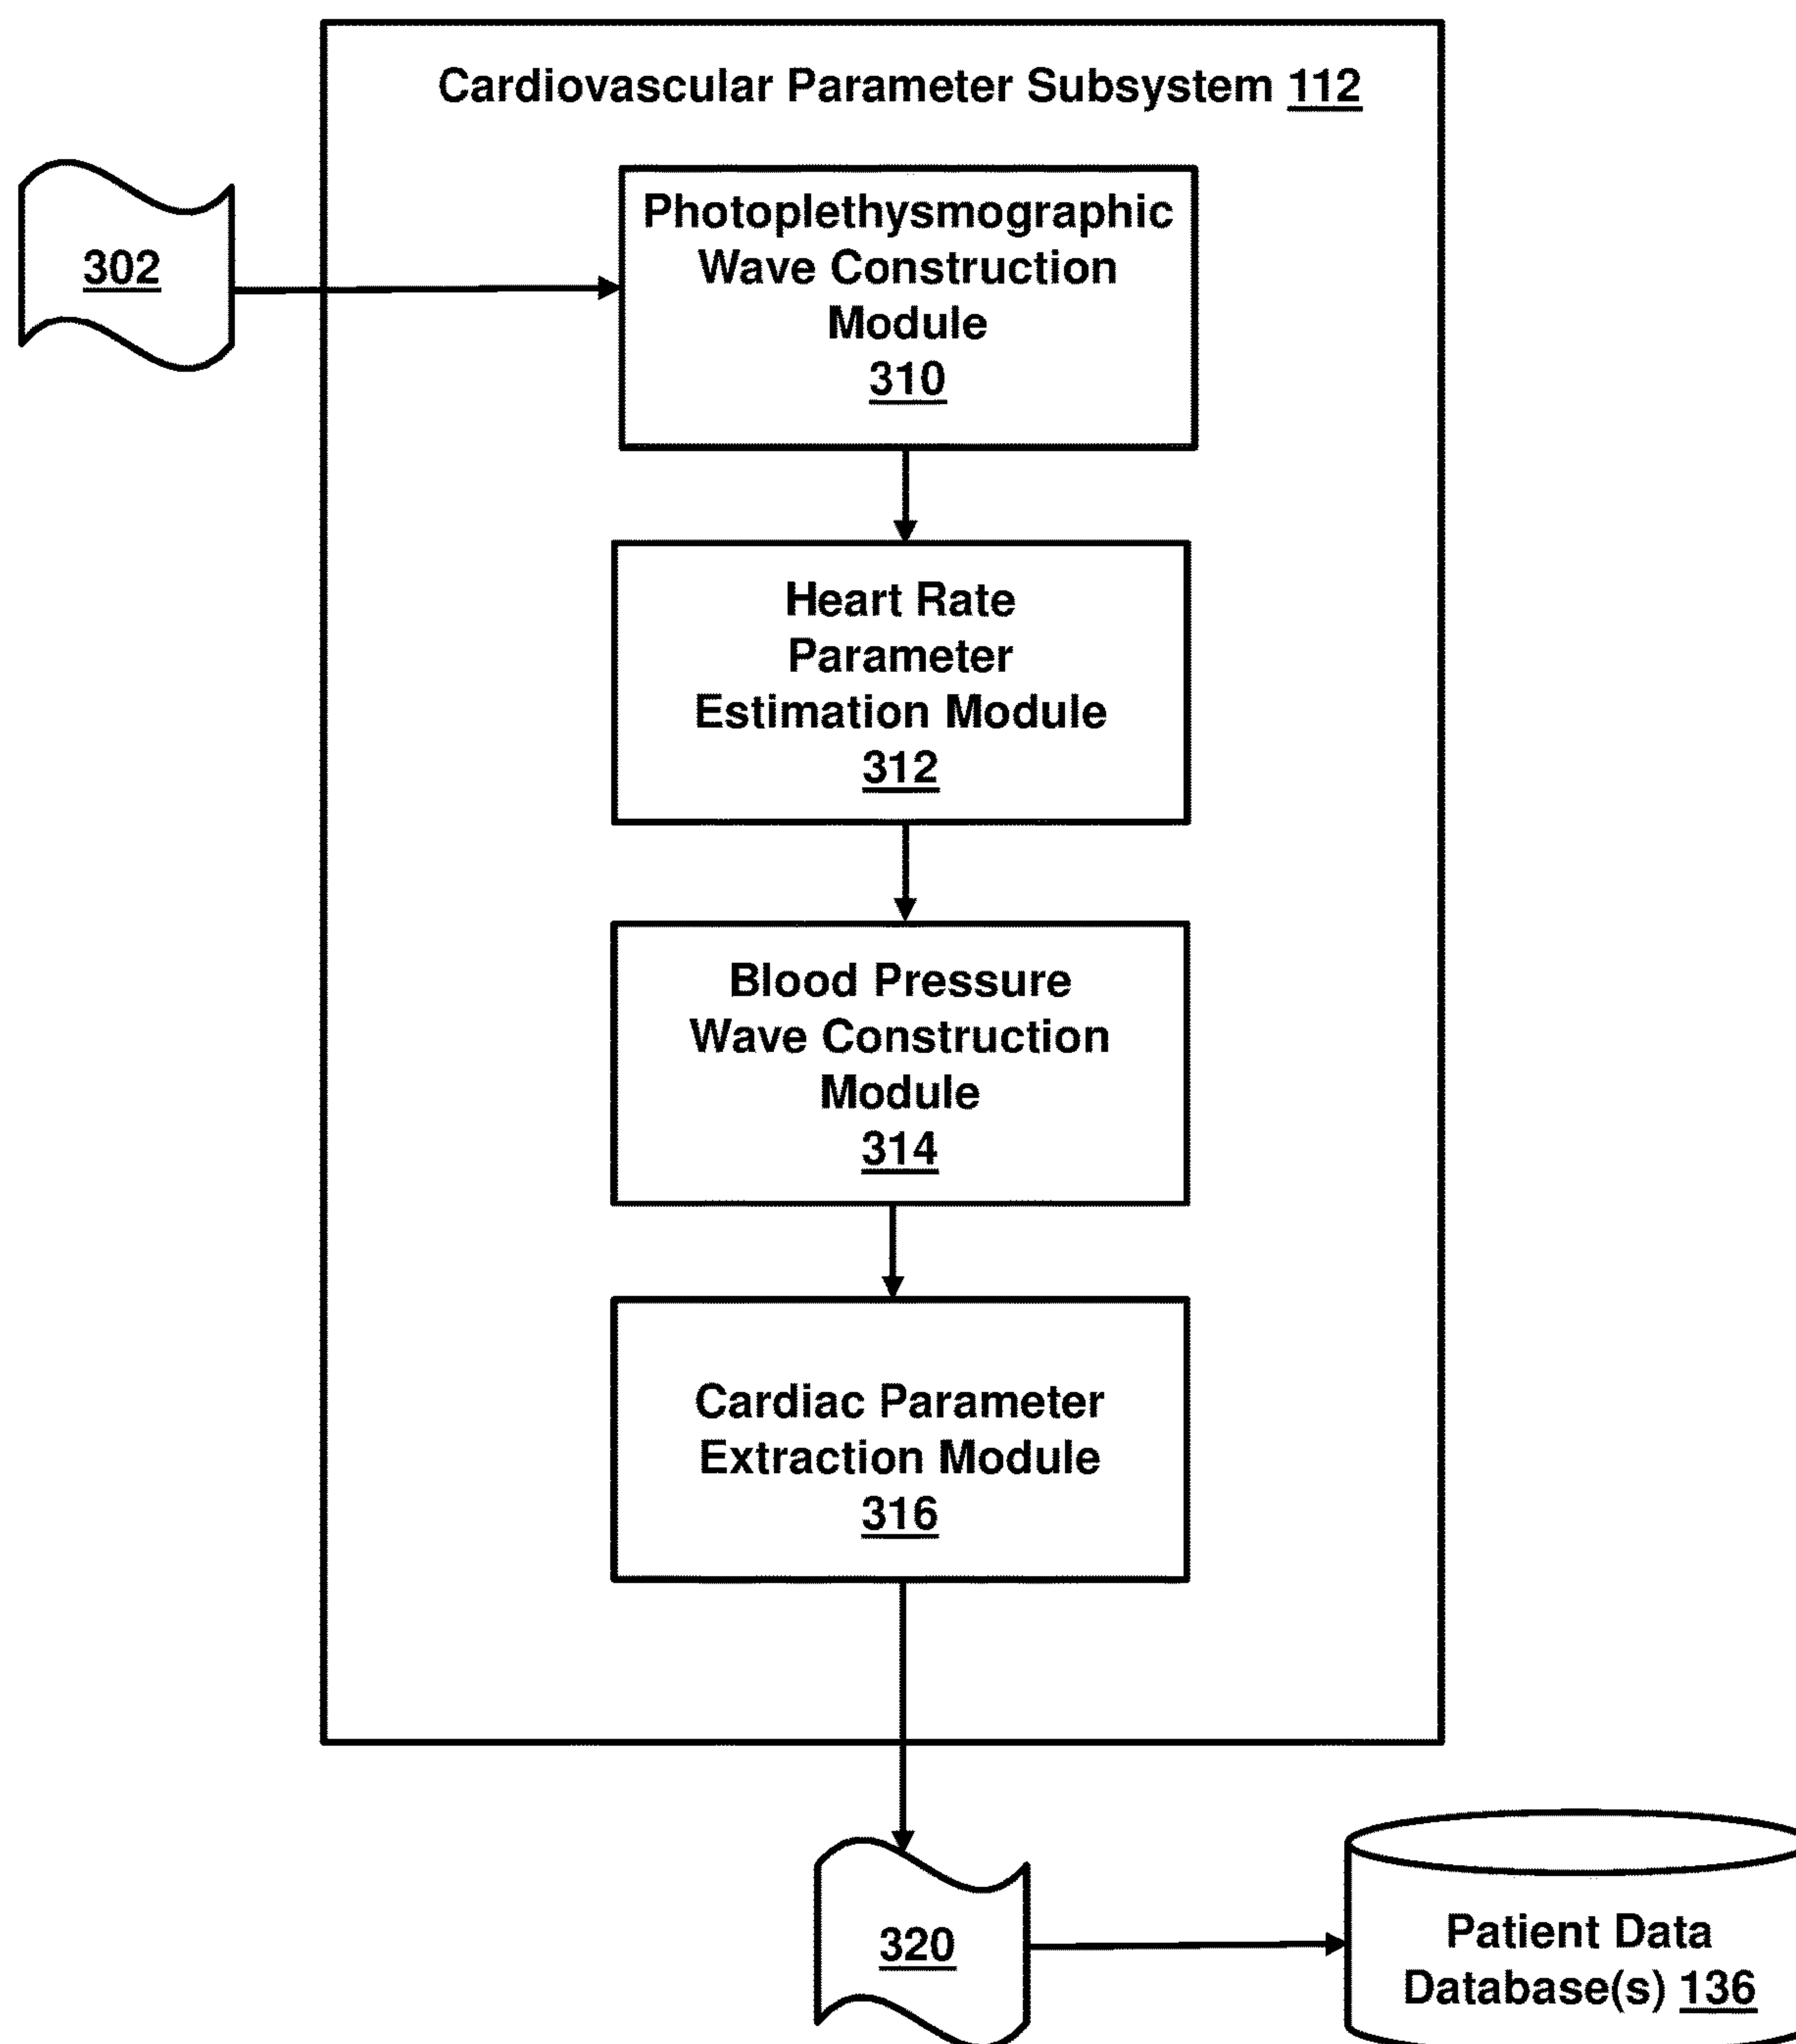 Cardiovascular Parameter Subsystem 112
302
Photoplethysmographic
Wave Construction
Module
310
Heart Rate
Parameter
Estimation Module
312
Blood Pressure
Wave Construction
Module
314
Cardiac Parameter
Extraction Module
316
320
Patient Data
Database(s) 136